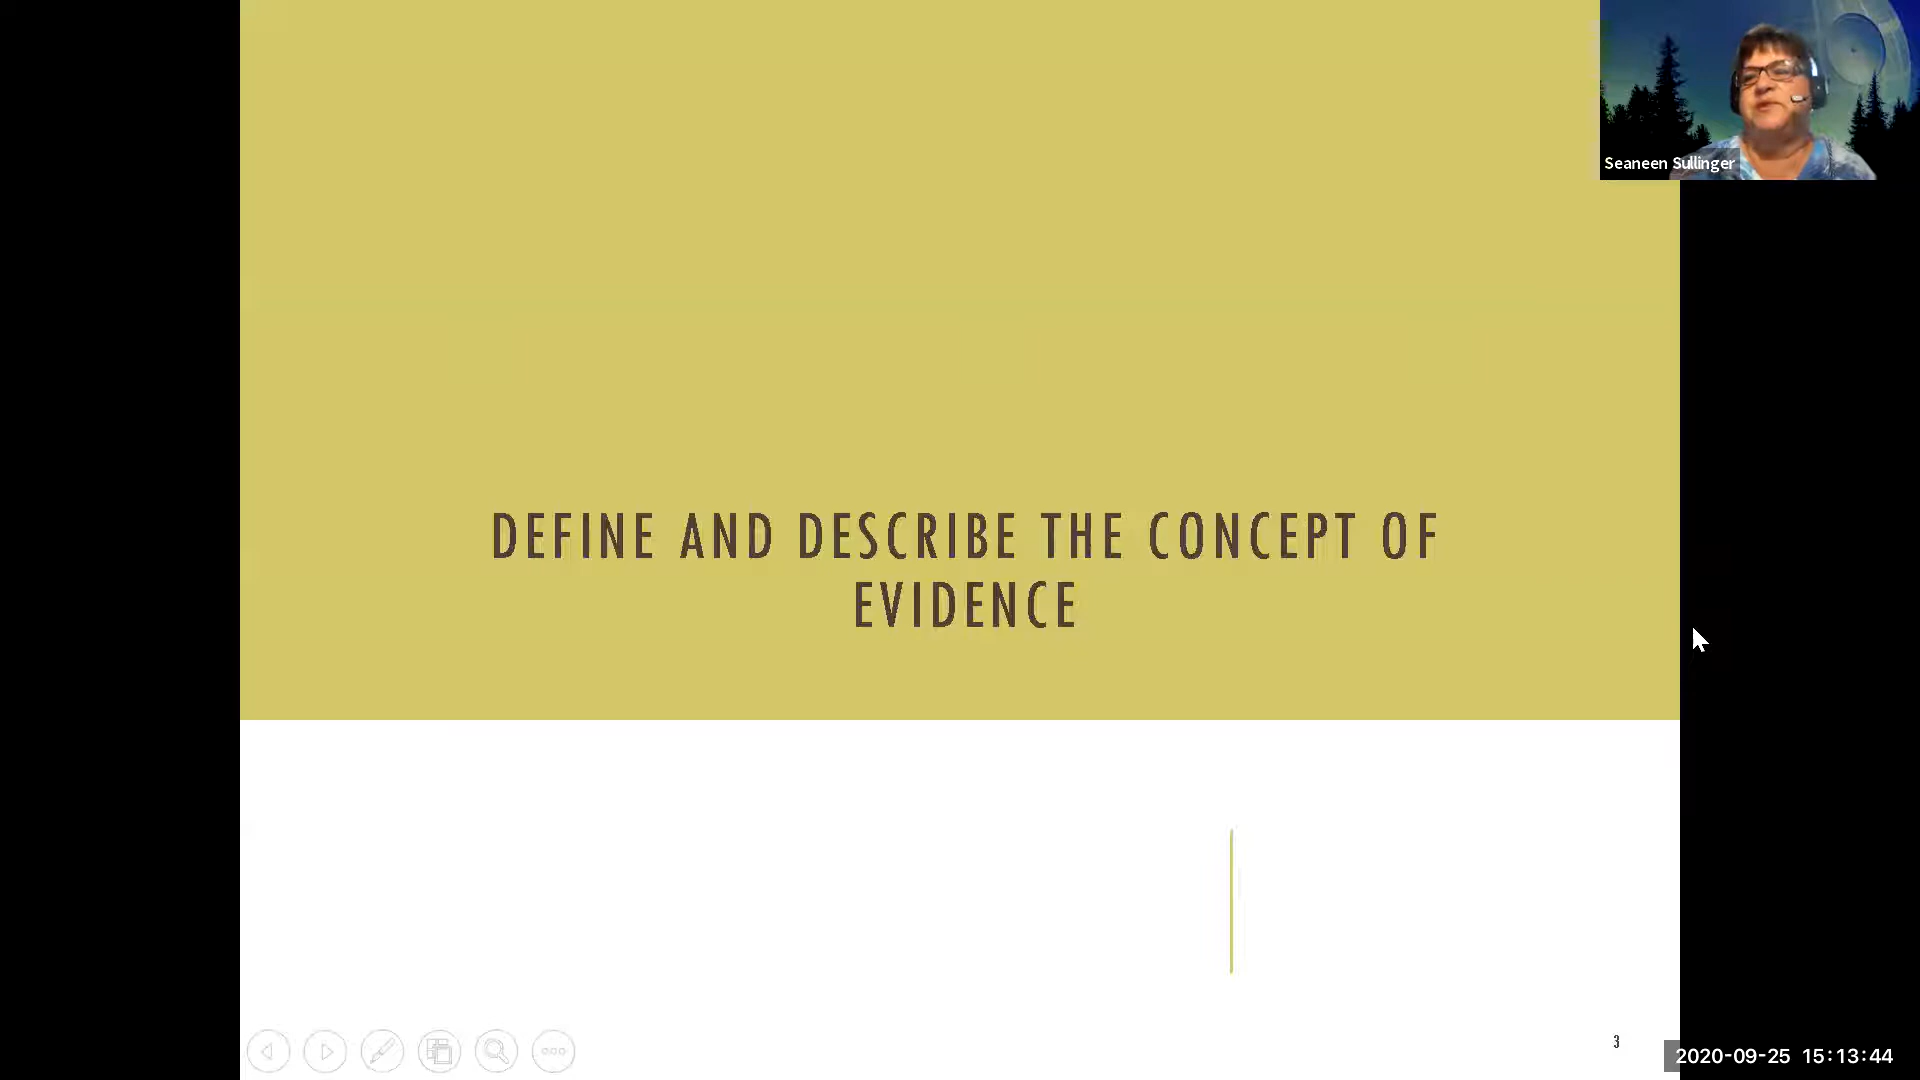 Seaneen Sullinger
DEFINE AND DESCRIBE THE CONCEPT OF
EVIDENCE
3
2020-09-25 15:13:44